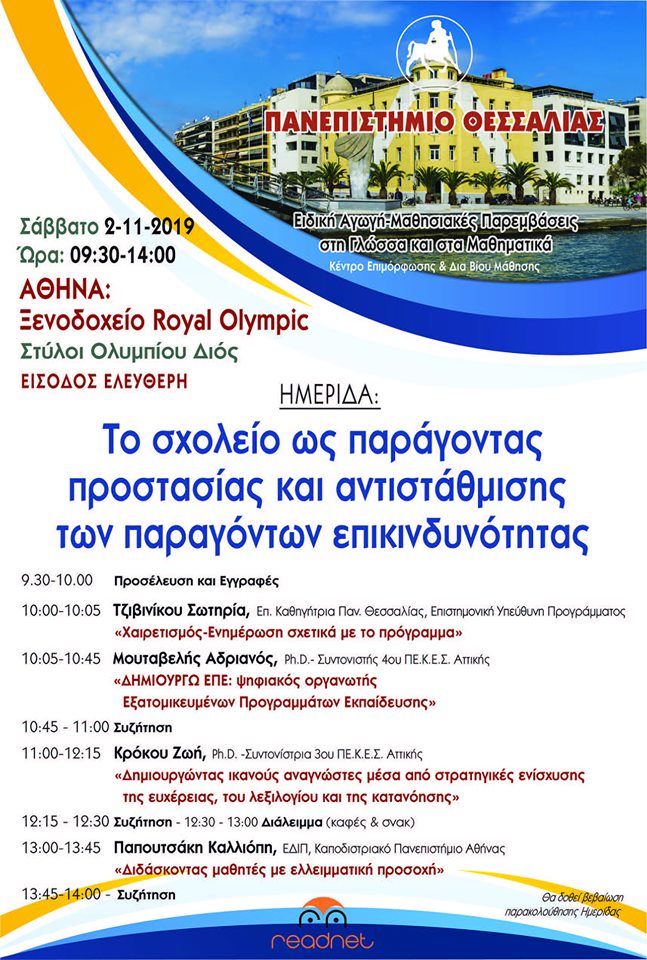 ΠΑΝΕΠΙΣΤΗΜΙΟ ΘΕΣΣΑΛΙΑΣ
Ειδική Αγωγή-Μαθησιακές Παρεμβάσεις
στη Γλώσσα και στα Μαθηματικά
Κέντρο Επιμόρφωσης & Δια Βίου Μάθησης
Σάββατο 2-11-2019
Ώρα: 09:30-14:00
ΑΘΗΝΑ:
Ξενοδοχείο Royal Olympic
Στύλοι Ολυμπίου Διός
ΕΙΣΟΔΟΣ ΕΛΕΥΘΕΡΗ
ΗΜΕΡΙΔΑ:
Το σχολείο ως παράγοντας
προστασίας και αντιστάθμισης
των παραγόντων επικινδυνότητας
9.30-10.00 Προσέλευση και Εγγραφές
10:00-10:05 Τζιβινίκου Σωτηρία, Επ. Καθηγήτρια Παν. Θεσσαλίας, Επιστημονική Υπεύθυνη Προγράμματος
«Χαιρετισμός-Ενημέρωση σχετικά με το πρόγραμμα»
10:05-10:45 Μουταβελής Αδριανός, Ph.D.- Συντονιστής 4ου ΠΕ.Κ.Ε.Σ. Αττικής
«ΔΗΜΙΟΥΡΓΩ ΕΠΕ: ψηφιακός οργανωτής
Εξατομικευμένων Προγραμμάτων Εκπαίδευσης»
10:45 - 11:00 Συζήτηση
11:00-12:15 Κρόκου Ζωή, Ph.D. -Συντονίστρια 3ου ΠΕ.Κ.Ε.Σ. Αττικής
«Δημιουργώντας ικανούς αναγνώστες μέσα από στρατηγικές ενίσχυσης
της ευχέρειας, του λεξιλογίου και της κατανόησης»
12:15 - 12:30 Συζήτηση - 12:30 - 13:00 Διάλειμμα (καφές & σνακ)
13:00-13:45 Παπουτσάκη Καλλιόπη, ΕΔΙΠ, Καποδιστριακό Πανεπιστήμιο Αθήνας
«Διδάσκοντας μαθητές με ελλειμματική προσοχή»
13:45-14:00 - Συζήτηση
Θα δοθεί βεβαίωση
παρακολούθησης Ημερίδας
readnet